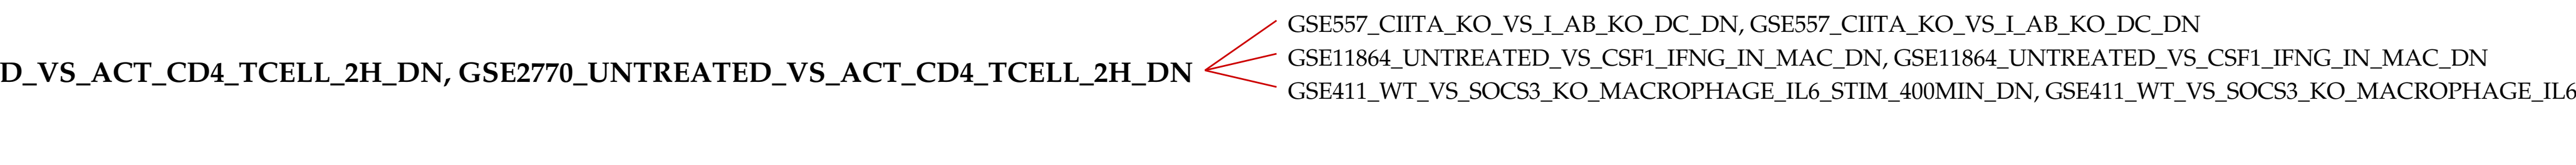 GSE557_CIITA_KO_VS_I_AB_KO_DC_DN, GSE557_CIITA_KO_VS_I_AB_KO_DC_DN
GSE11864_UNTREATED_VS_CSF1_IFNG_IN_MAC_DN, GSE11864_UNTREATED_VS_CSF1_IFNG_IN_MAC_DN
D_VS_ACT_CD4_TCELL_2H_DN, GSE2770_UNTREATED_VS_ACT_CD4_TCELL_2H_DN
GSE411_WT_VS_SOCS3_KO_MACROPHAGE_IL6_STIM_400MIN_DN, GSE411_WT_VS_SOCS3_KO_MACROPHAGE_IL6